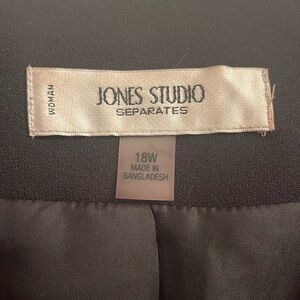 WOMAN
JONES STUDIO
SEPARATES
18W
MADE IN
BANGLADESH